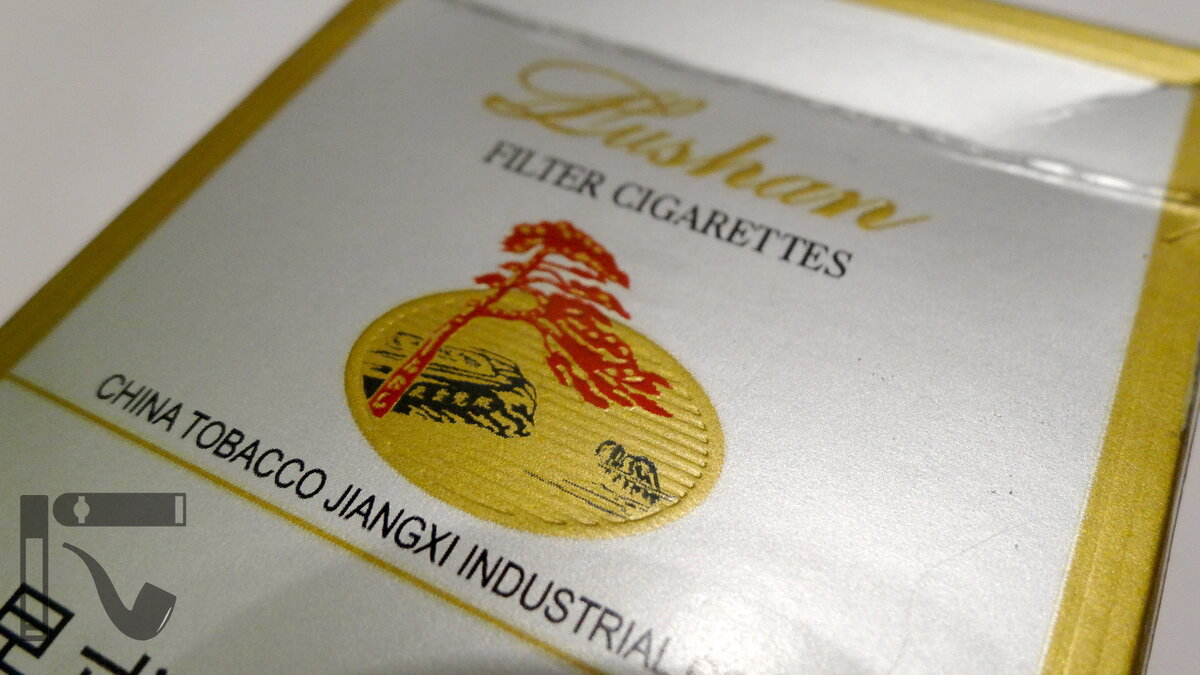 Lushan
FILTER CIGARETTES
CHINA TOBACCO JIANGXI INDUSTRIAL